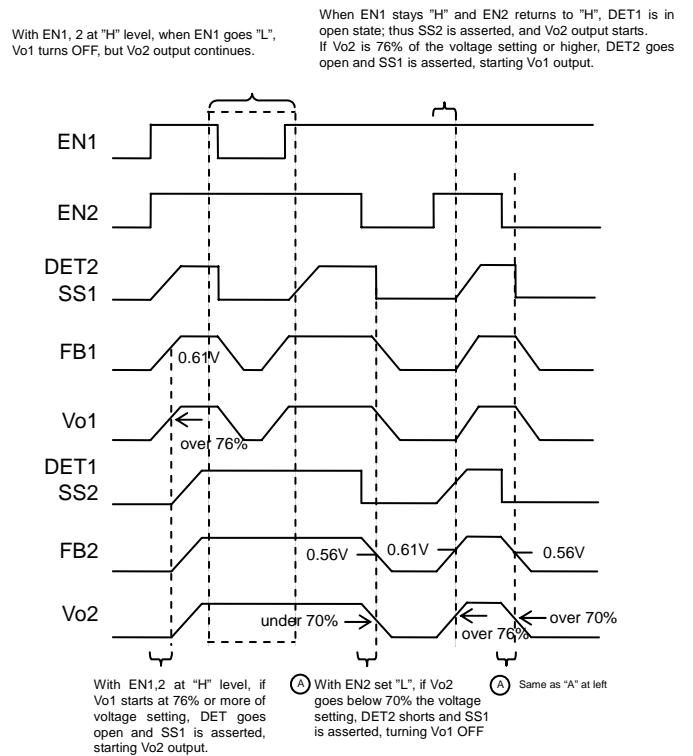 With EN1, 2 at "H" level, when EN1 goes "L",
Vo1 turns OFF, but Vo2 output continues.
When EN1 stays "H" and EN2 returns to "H", DET1 is in
open state; thus SS2 is asserted, and Vo2 output starts.
If Vo2 is 76% of the voltage setting or higher, DET2 goes
open and SS1 is asserted, starting Vo1 output.
EN1
EN2
DET2
SS1
FB1
0.61V
Vo1
over 76%
DET1
SS2
FB2
0.56V
0.61V
0.56V
Vo2
under 70%
over 76%
over 70%
With EN1,2 at "H" level, if
Vo1 starts at 76% or more of
voltage setting, DET goes
open and SS1 is asserted,
starting Vo2 output.
A With EN2 set "L", if Vo2
goes below 70% the voltage
setting, DET2 shorts and SS1
is asserted, turning Vo1 OFF
A Same as "A" at left